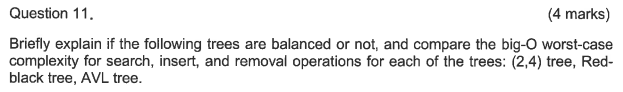 Question 11. (4 marks)
Briefly explain if the following trees are balanced or not, and compare the big-O worst-case
complexity for search, insert, and removal operations for each of the trees: (2,4) tree, Red-
black tree, AVL tree.